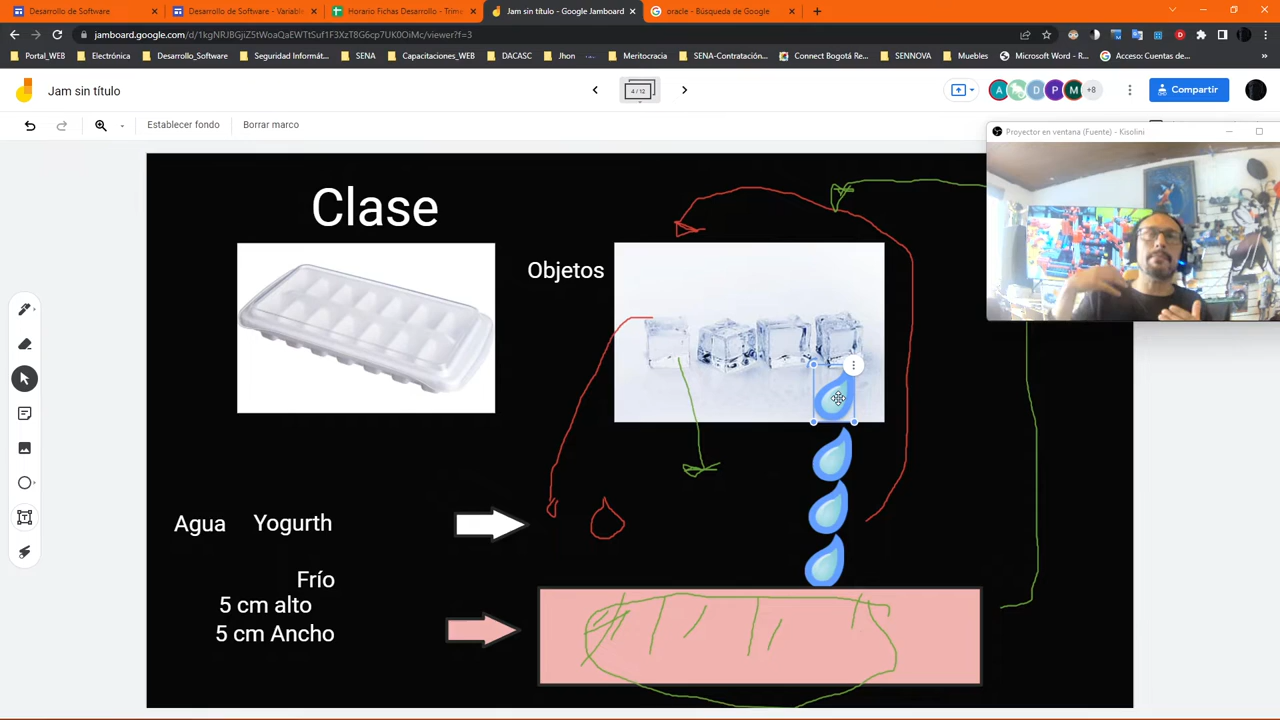 Desarrollo de Software
Desarrollo de Software - Variabl
Horario Fichas Desarrollo - Trime
Jam sin título - Google Jamboard
oracle - Búsqueda de Google
jamboard.google.com/d/1kgNRJBGjiZ5tWoaQaEWTtSuf1F3XzT8G6cp7UK0OiMc/viewer?f=3
Portal_WEB
Electrónica
Desarrollo_Software
Seguridad Informát...
SENA
Capacitaciones_WEB
DACASC
Jhon
Meritocracia
SENA-Contratación...
Connect Bogotá Re...
SENNOVA
Muebles
Microsoft Word - R...
Acceso: Cuentas de...
Jam sin título
4 / 12
A
D
P
M
+8
Compartir
Establecer fondo
Borrar marco
Proyector en ventana (Fuente) - Kisolini
Clase
Objetos
Agua Yogurth
Frío
5 cm alto
5 cm Ancho